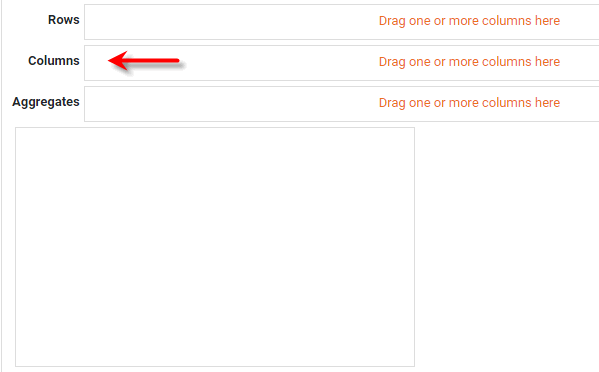 Rows Drag one or more columns here
Columns Drag one or more columns here
Aggregates Drag one or more columns here